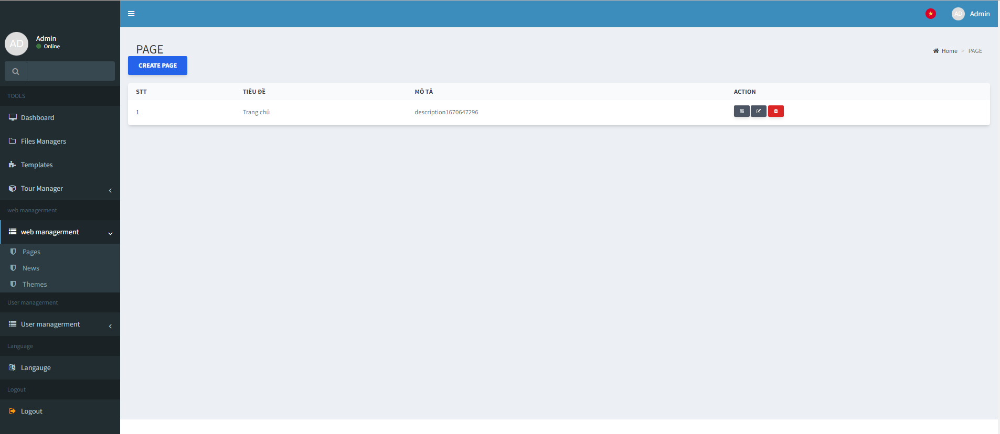 Admin
AD
Admin
Online
AD
PAGE
Home > PAGE
CREATE PAGE
STT TIÊU ĐỀ MÔ TẢ ACTION
1 Trang chủ description1670647296
TOOLS
Dashboard
Files Managers
Templates
Tour Manager
web managerment
web managerment
Pages
News
Themes
User managerment
User managerment
Language
Langauge
Logout
Logout